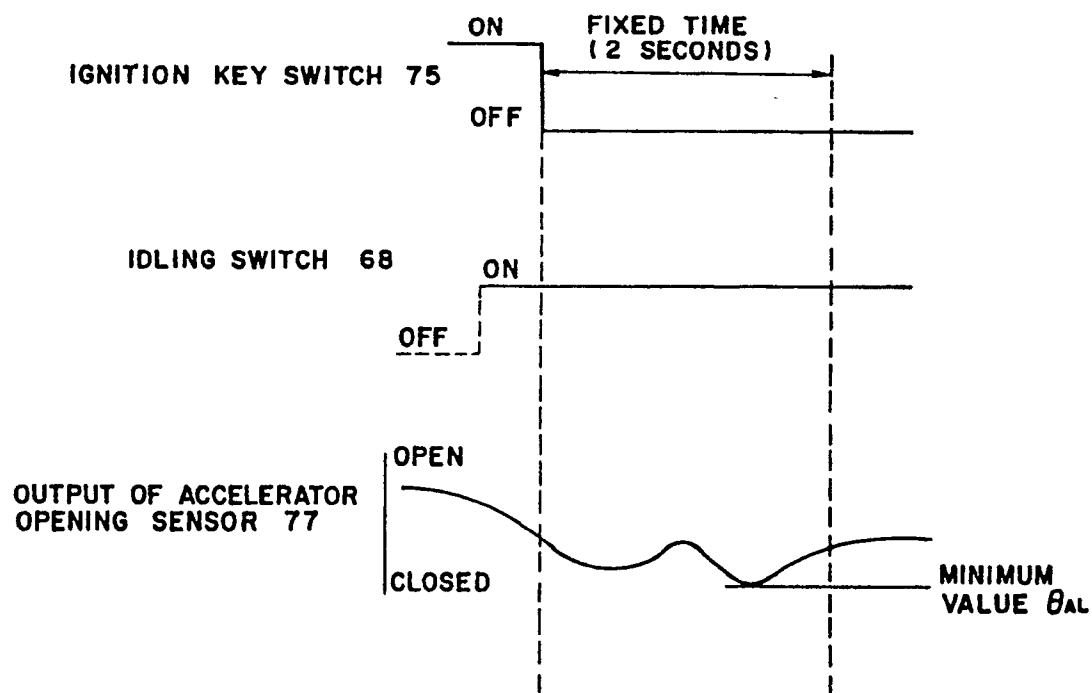 ON
FIXED TIME
(2 SECONDS)
IGNITION KEY SWITCH 75
OFF
IDLING SWITCH 68
ON
OFF
OPEN
OUTPUT OF ACCELERATOR
OPENING SENSOR 77
CLOSED
MINIMUM
VALUE θAL